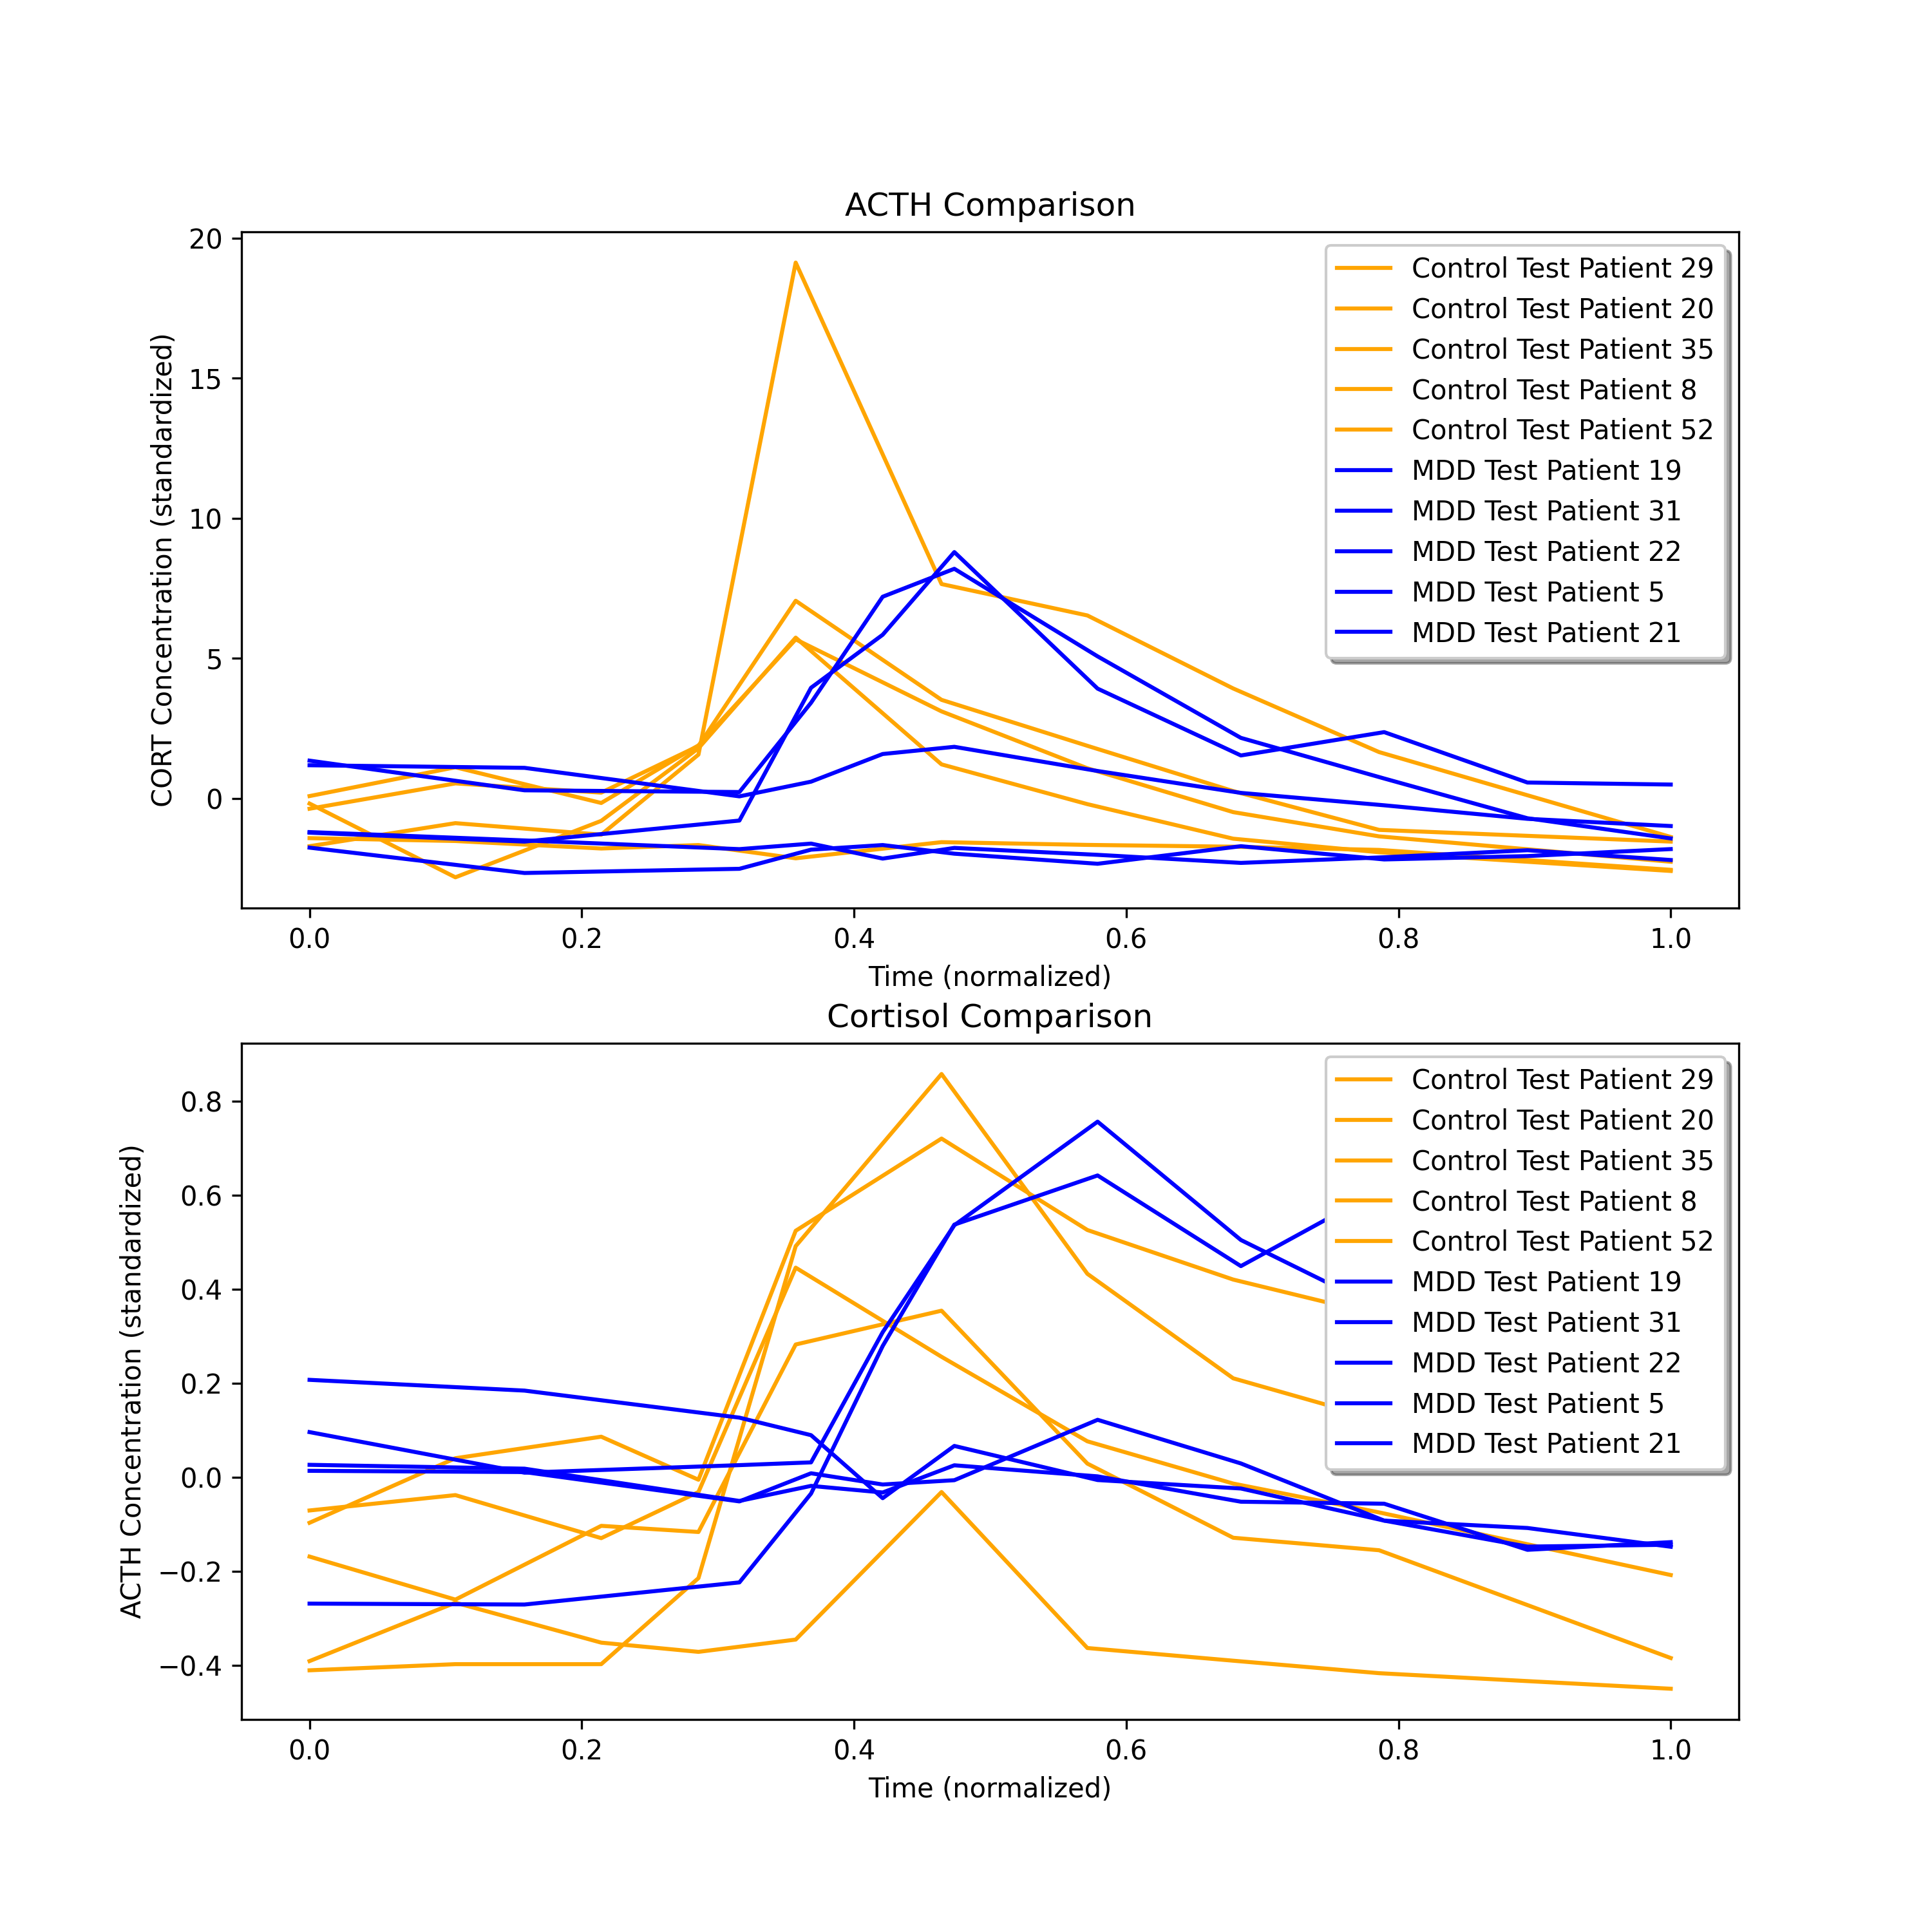 ACTH Comparison
CORT Concentration (standardized)
20
15
10
5
0
Control Test Patient 29
Control Test Patient 20
Control Test Patient 35
Control Test Patient 8
Control Test Patient 52
MDD Test Patient 19
MDD Test Patient 31
MDD Test Patient 22
MDD Test Patient 5
MDD Test Patient 21
0.0 0.2 0.4 0.6 0.8 1.0
Time (normalized)
Cortisol Comparison
ACTH Concentration (standardized)
0.8
0.6
0.4
0.2
0.0
−0.2
−0.4
Control Test Patient 29
Control Test Patient 20
Control Test Patient 35
Control Test Patient 8
Control Test Patient 52
MDD Test Patient 19
MDD Test Patient 31
MDD Test Patient 22
MDD Test Patient 5
MDD Test Patient 21
0.0 0.2 0.4 0.6 0.8 1.0
Time (normalized)